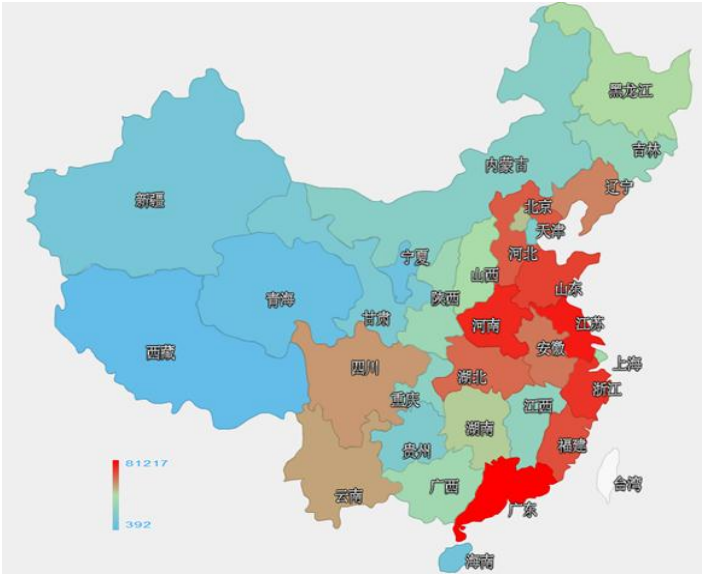 黑龙江
吉林
内蒙古
辽宁
新疆
北京
天津
宁夏
河北
山西
山东
青海
陕西
甘肃
河南
江苏
西藏
安徽
四川
上海
湖北
浙江
重庆
江西
湖南
贵州
福建
81217
广西
台湾
云南
广东
392
海南